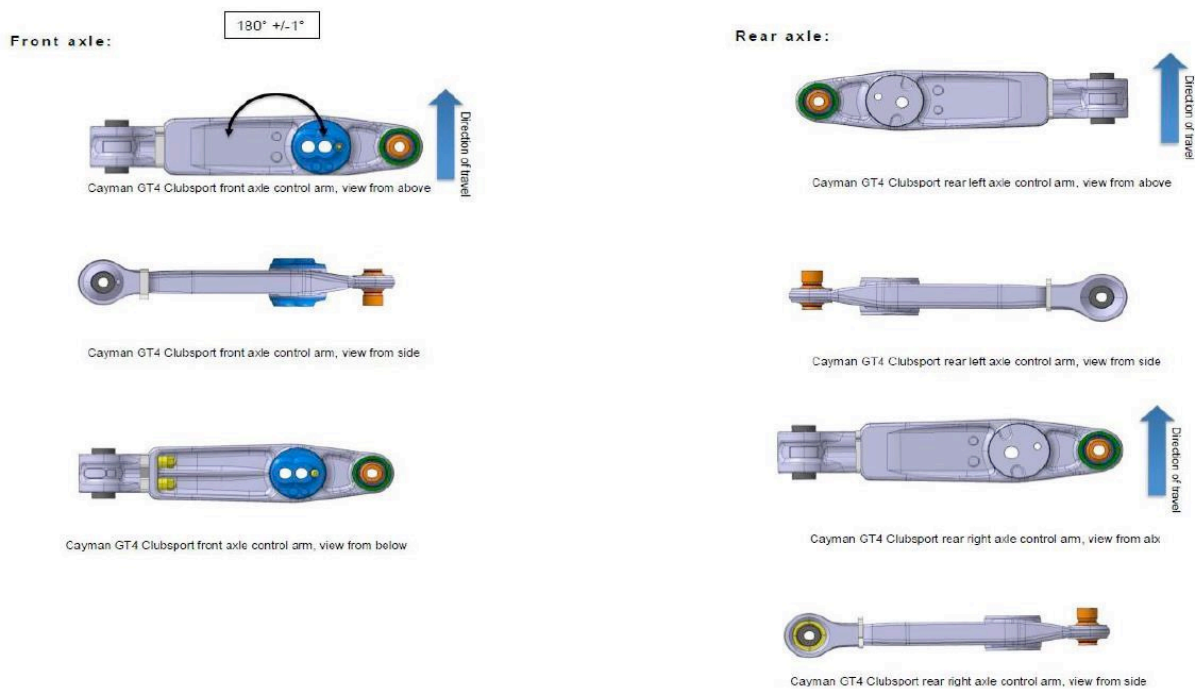 Front axle:
180° +/-1°
Direction of travel
Cayman GT4 Clubsport front axle control arm, view from above
Cayman GT4 Clubsport front axle control arm, view from side
Cayman GT4 Clubsport front axle control arm, view from below
Rear axle:
Direction of travel
Cayman GT4 Clubsport rear left axle control arm, view from above
Cayman GT4 Clubsport rear left axle control arm, view from side
Direction of travel
Cayman GT4 Clubsport rear right axle control arm, view from ab
Cayman GT4 Clubsport rear right axle control arm, view from side